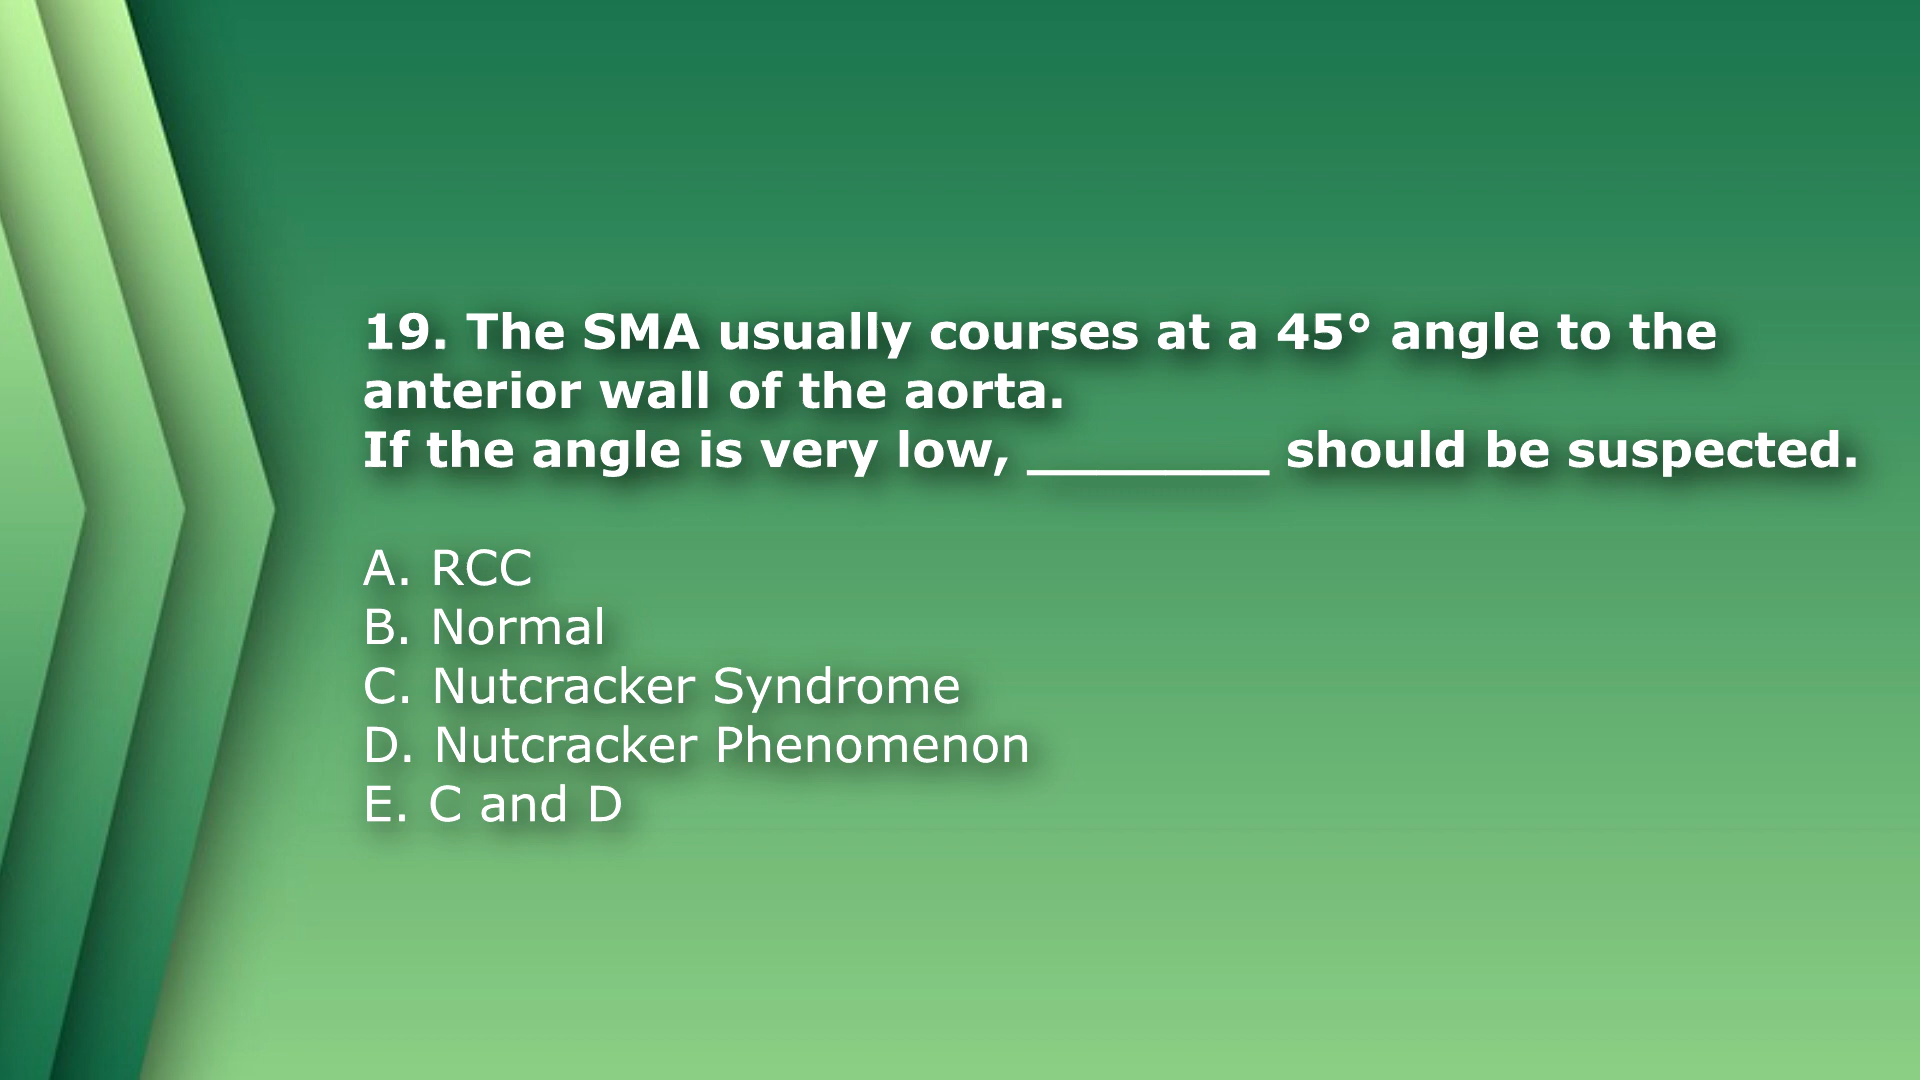 19. The SMA usually courses at a 45° angle to the
anterior wall of the aorta.
If the angle is very low, _________ should be suspected.
A. RCC
B. Normal
C. Nutcracker Syndrome
D. Nutcracker Phenomenon
E. C and D